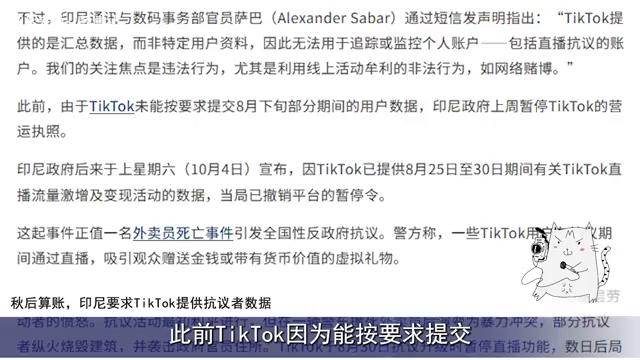 不过，印尼通讯与数码事务部官员萨巴（Alexander Sabar）通过短信发声明指出：“TikTok提
供的是汇总数据，而非特定用户资料，因此无法用于追踪或监控个人账户——包括直播抗议的账
户。我们的关注焦点是违法行为，尤其是利用线上活动牟利的非法行为，如网络赌博。”
此前，由于TikTok未能按要求提交8月下旬部分期间的用户数据，印尼政府上周暂停TikTok的营
运执照。
印尼政府后来于上星期六（10月4日）宣布，因TikTok已提供8月25日至30日期间有关TikTok直
播流量激增及变现活动的数据，当局已撤销平台的暂停令。
这起事件正值一名外卖员死亡事件引发全国性反政府抗议。警方称，一些TikTok用
期
间通过直播，吸引观众赠送金钱或带有货币价值的虚拟礼物。
秋后算账，印尼要求TikTok提供抗议者数据
此前TikTok因为能按要求提交